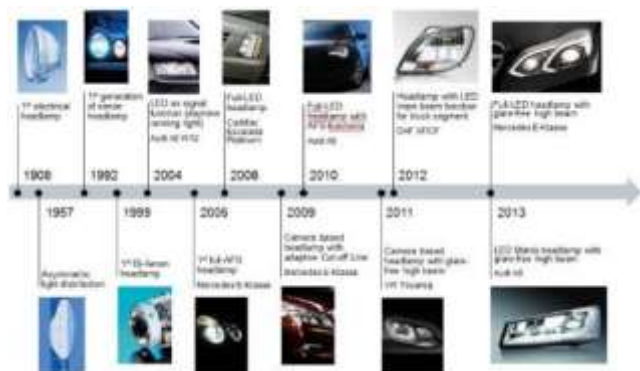 1st electrical
headlamp
1st generation
of xenon
headlamp
LED as signal
function (daytime
running light)
Audi A8 W12
Full-LED
headlamp
Cadillac
Escalade
Platinum
Full-LED
headlamp with
AFS-functions
Audi A8
Headlamp with LED
main beam function
for truck segment
DAF XF/CF
Full LED headlamp with
glare-free high beam
Mercedes E-Klasse
1908
1992
2004
2008
2010
2012
1957
1999
2006
2009
2011
2013
Asymmetric
light distribution
1st Bi-Xenon
headlamp
1st full-AFS
headlamp
Mercedes E-Klasse
Camera based
headlamp with
adaptive Cut-off Line
Mercedes E-Klasse
Camera based
headlamp with glare-
free high beam
VW Touareg
LED Matrix headlamp with
glare-free high beam
Audi A8